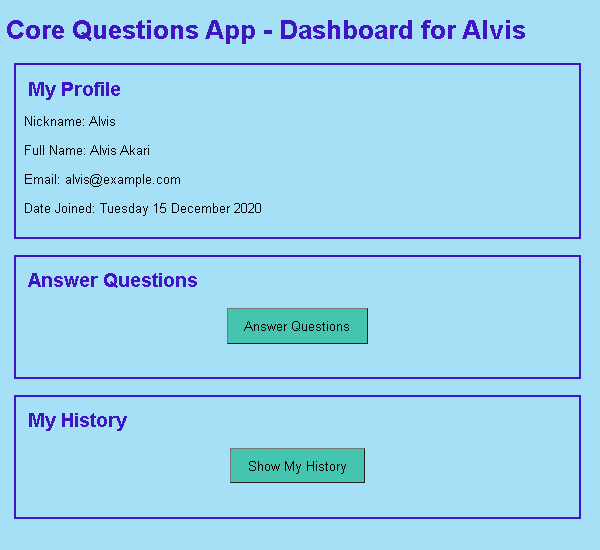 Core Questions App - Dashboard for Alvis
My Profile
Nickname: Alvis
Full Name: Alvis Akari
Email: alvis@example.com
Date Joined: Tuesday 15 December 2020
Answer Questions
Answer Questions
My History
Show My History